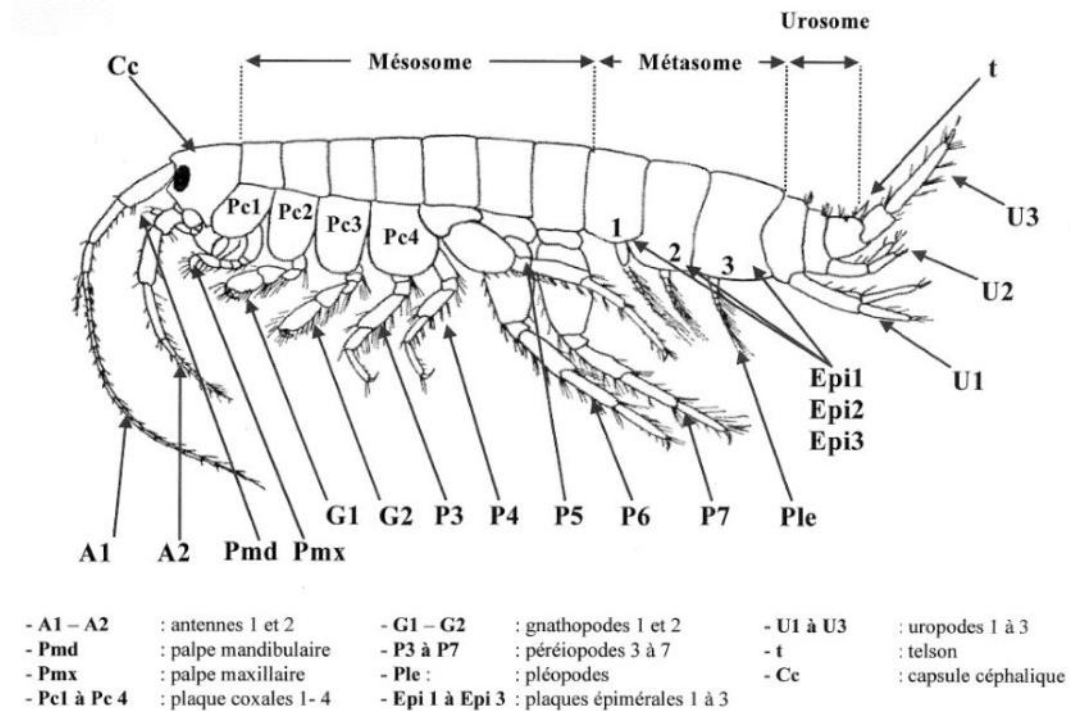 Urosome
Cc
Mésosome
Métasome
t
Pc1
Pc2
Pc3
Pc4
1
2
3
U3
U2
U1
Epi1
Epi2
Epi3
G1 G2 P3 P4 P5 P6 P7 Ple
A1 A2 Pmd Pmx
- A1 – A2 : antennes 1 et 2
- Pmd : palpe mandibulaire
- Pmx : palpe maxillaire
- Pc1 à Pc 4 : plaque coxales 1- 4
- G1 – G2 : gnathopodes 1 et 2
- P3 à P7 : péréiopodes 3 à 7
- Ple : : pléopodes
- Epi 1 à Epi 3 : plaques épimérales 1 à 3
- U1 à U3 : uropodes 1 à 3
- t : telson
- Cc : capsule céphalique